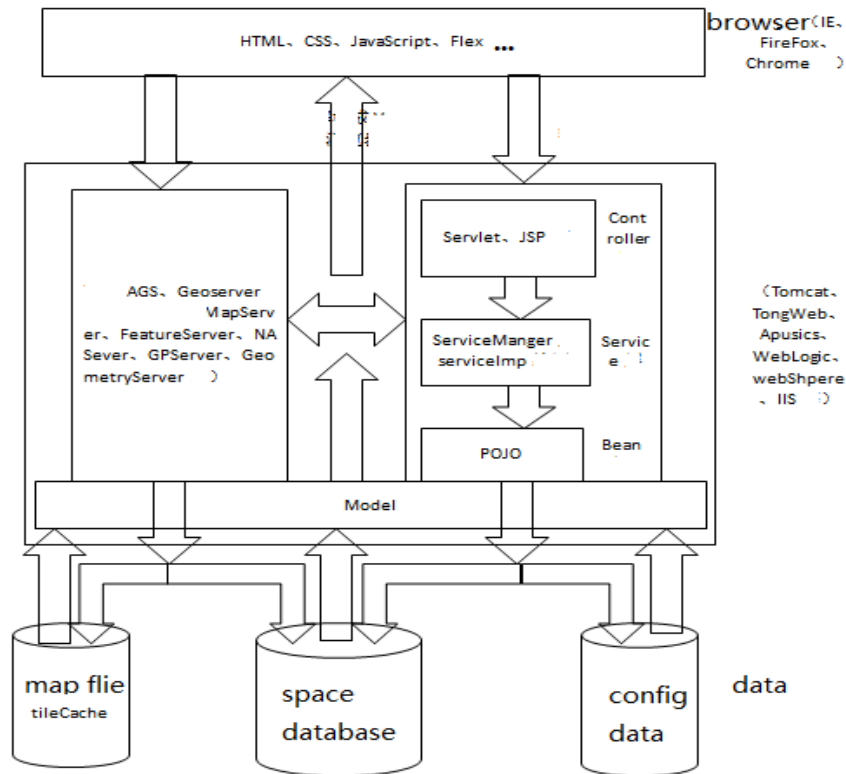 HTML、CSS、JavaScript、Flex ...
browser（IE、
FireFox、
Chrome ）
AGS、Geoserver
MapServ
er、FeatureServer、NA
Sever、GPServer、Geo
metryServer ）
Servlet、JSP
Cont
roller
ServiceManger
serviceImp
Servic
e
POJO
Bean
（Tomcat、
TongWeb、
Apusics、
WebLogic、
webShpere
、IIS ）
Model
map flie
tileCache
space
database
config
data
data